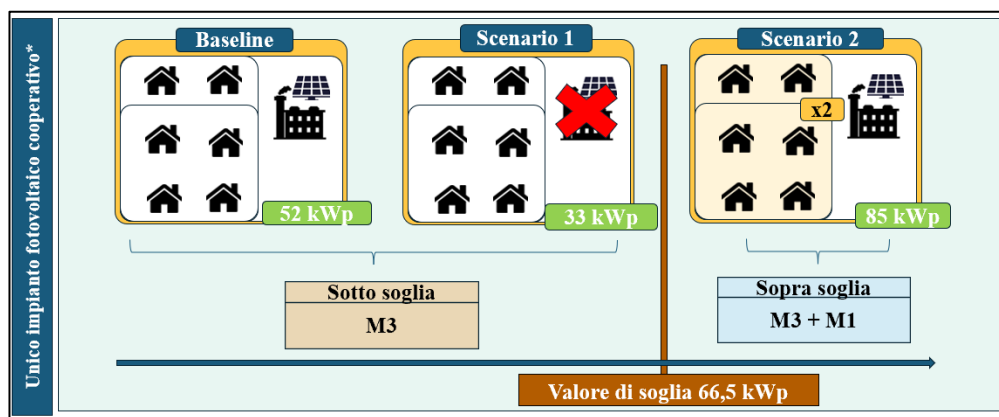 Unico impianto fotovoltaico cooperativo*
Baseline
Scenario 1
Scenario 2
x2
52 kWp
33 kWp
85 kWp
Sotto soglia
M3
Sopra soglia
M3 + M1
Valore di soglia 66,5 kWp